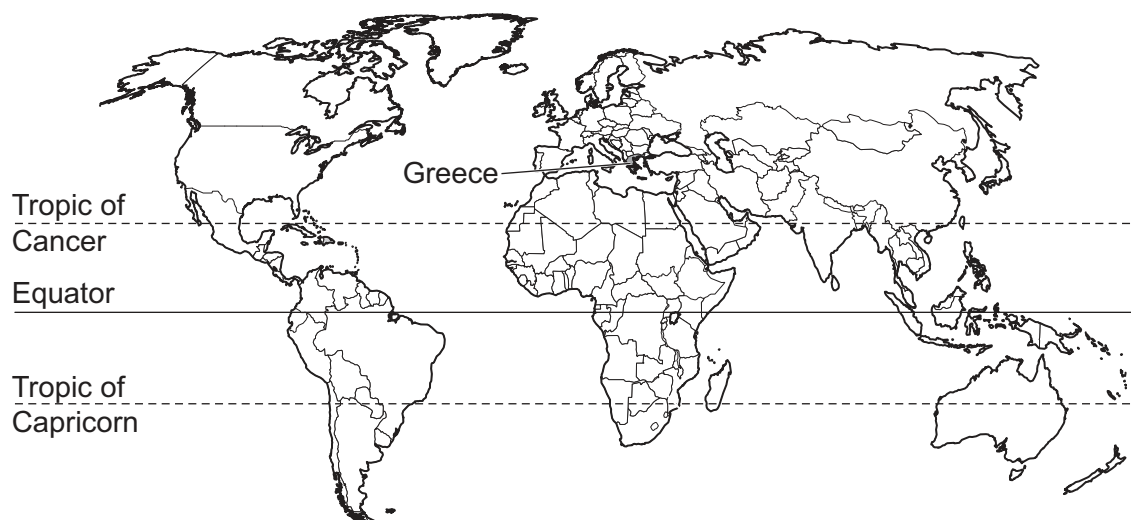 Greece
Tropic of
Cancer
Equator
Tropic of
Capricorn